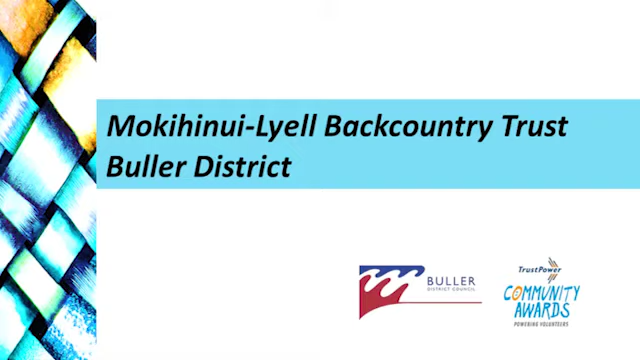 Mokihinui-Lyell Backcountry Trust
Buller District
BULLER
DISTRICT COUNCIL
TrustPower
COMMUNITY
AWARDS
POWERING VOLUNTEERS